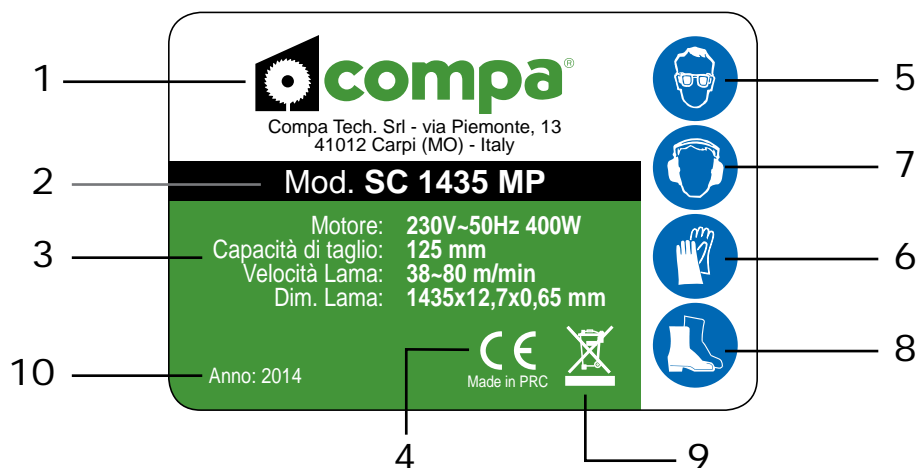 1
compa®
5
Compa Tech. Srl - via Piemonte, 13
41012 Carpi (MO) - Italy
7
2
Mod. SC 1435 MP
3
Motore: 230V~50Hz 400W
Capacità di taglio: 125 mm
Velocità Lama: 38~80 m/min
Dim. Lama: 1435x12,7x0,65 mm
6
CE
Made in PRC
8
10
Anno: 2014
4
9